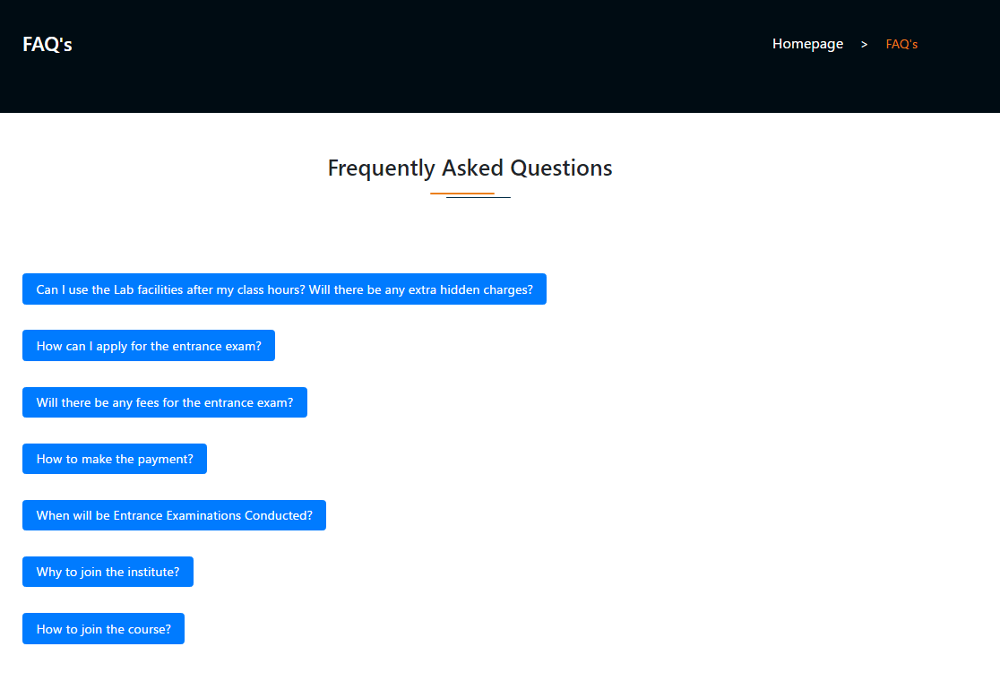 FAQ's
Homepage > FAQ's
Frequently Asked Questions
Can I use the Lab facilities after my class hours? Will there be any extra hidden charges?
How can I apply for the entrance exam?
Will there be any fees for the entrance exam?
How to make the payment?
When will be Entrance Examinations Conducted?
Why to join the institute?
How to join the course?